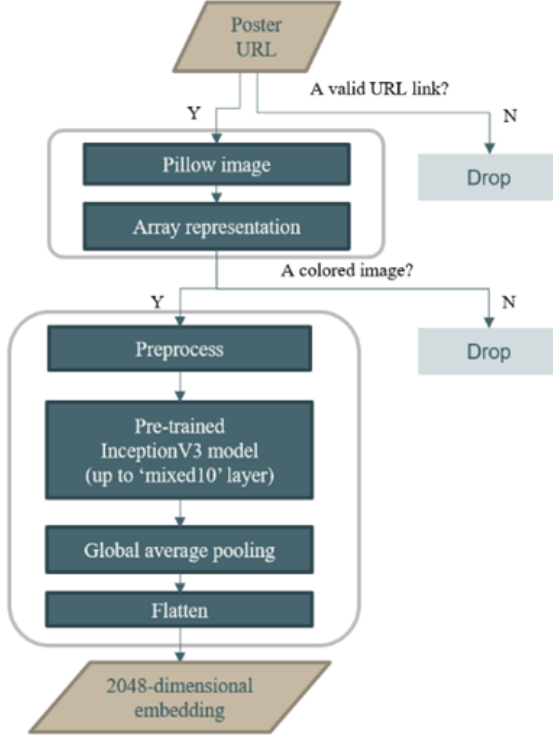 Poster
URL
A valid URL link?
Y
N
Pillow image
Drop
Array representation
A colored image?
Y
N
Preprocess
Drop
Pre-trained
InceptionV3 model
(up to ‘mixed10’ layer)
Global average pooling
Flatten
2048-dimensional
embedding